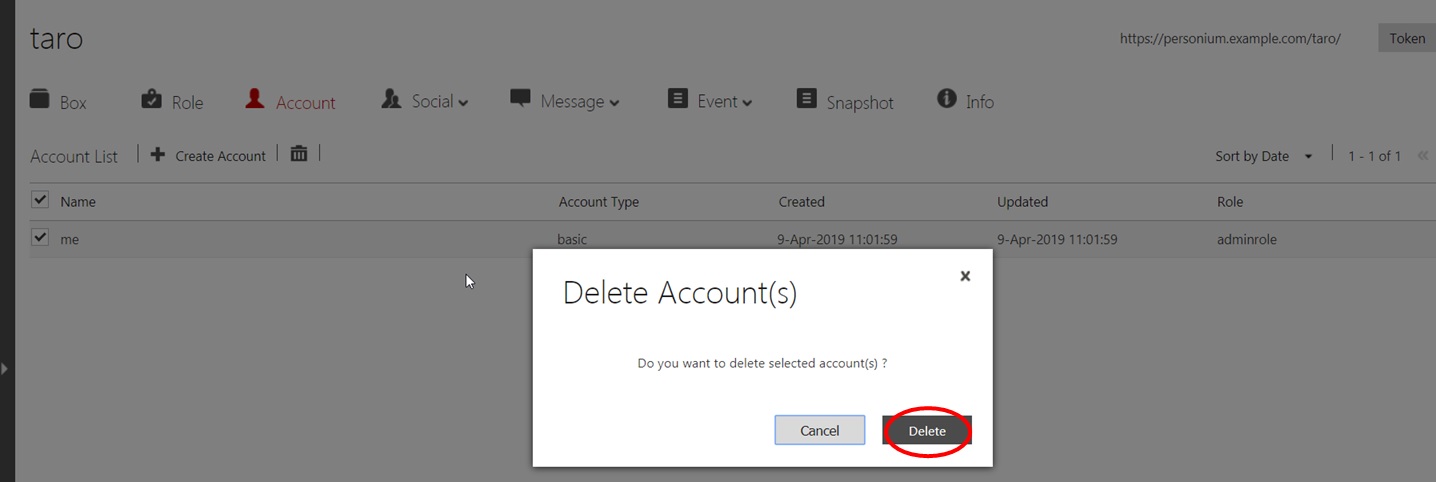 taro
https://personium.example.com/taro/ Token
Box Role Account Social Message Event Snapshot Info
Account List Create Account Sort by Date 1 - 1 of 1 «
Name Account Type Created Updated Role
me basic 9-Apr-2019 11:01:59 9-Apr-2019 11:01:59 adminrole
Delete Account(s) x
Do you want to delete selected account(s) ?
Cancel Delete